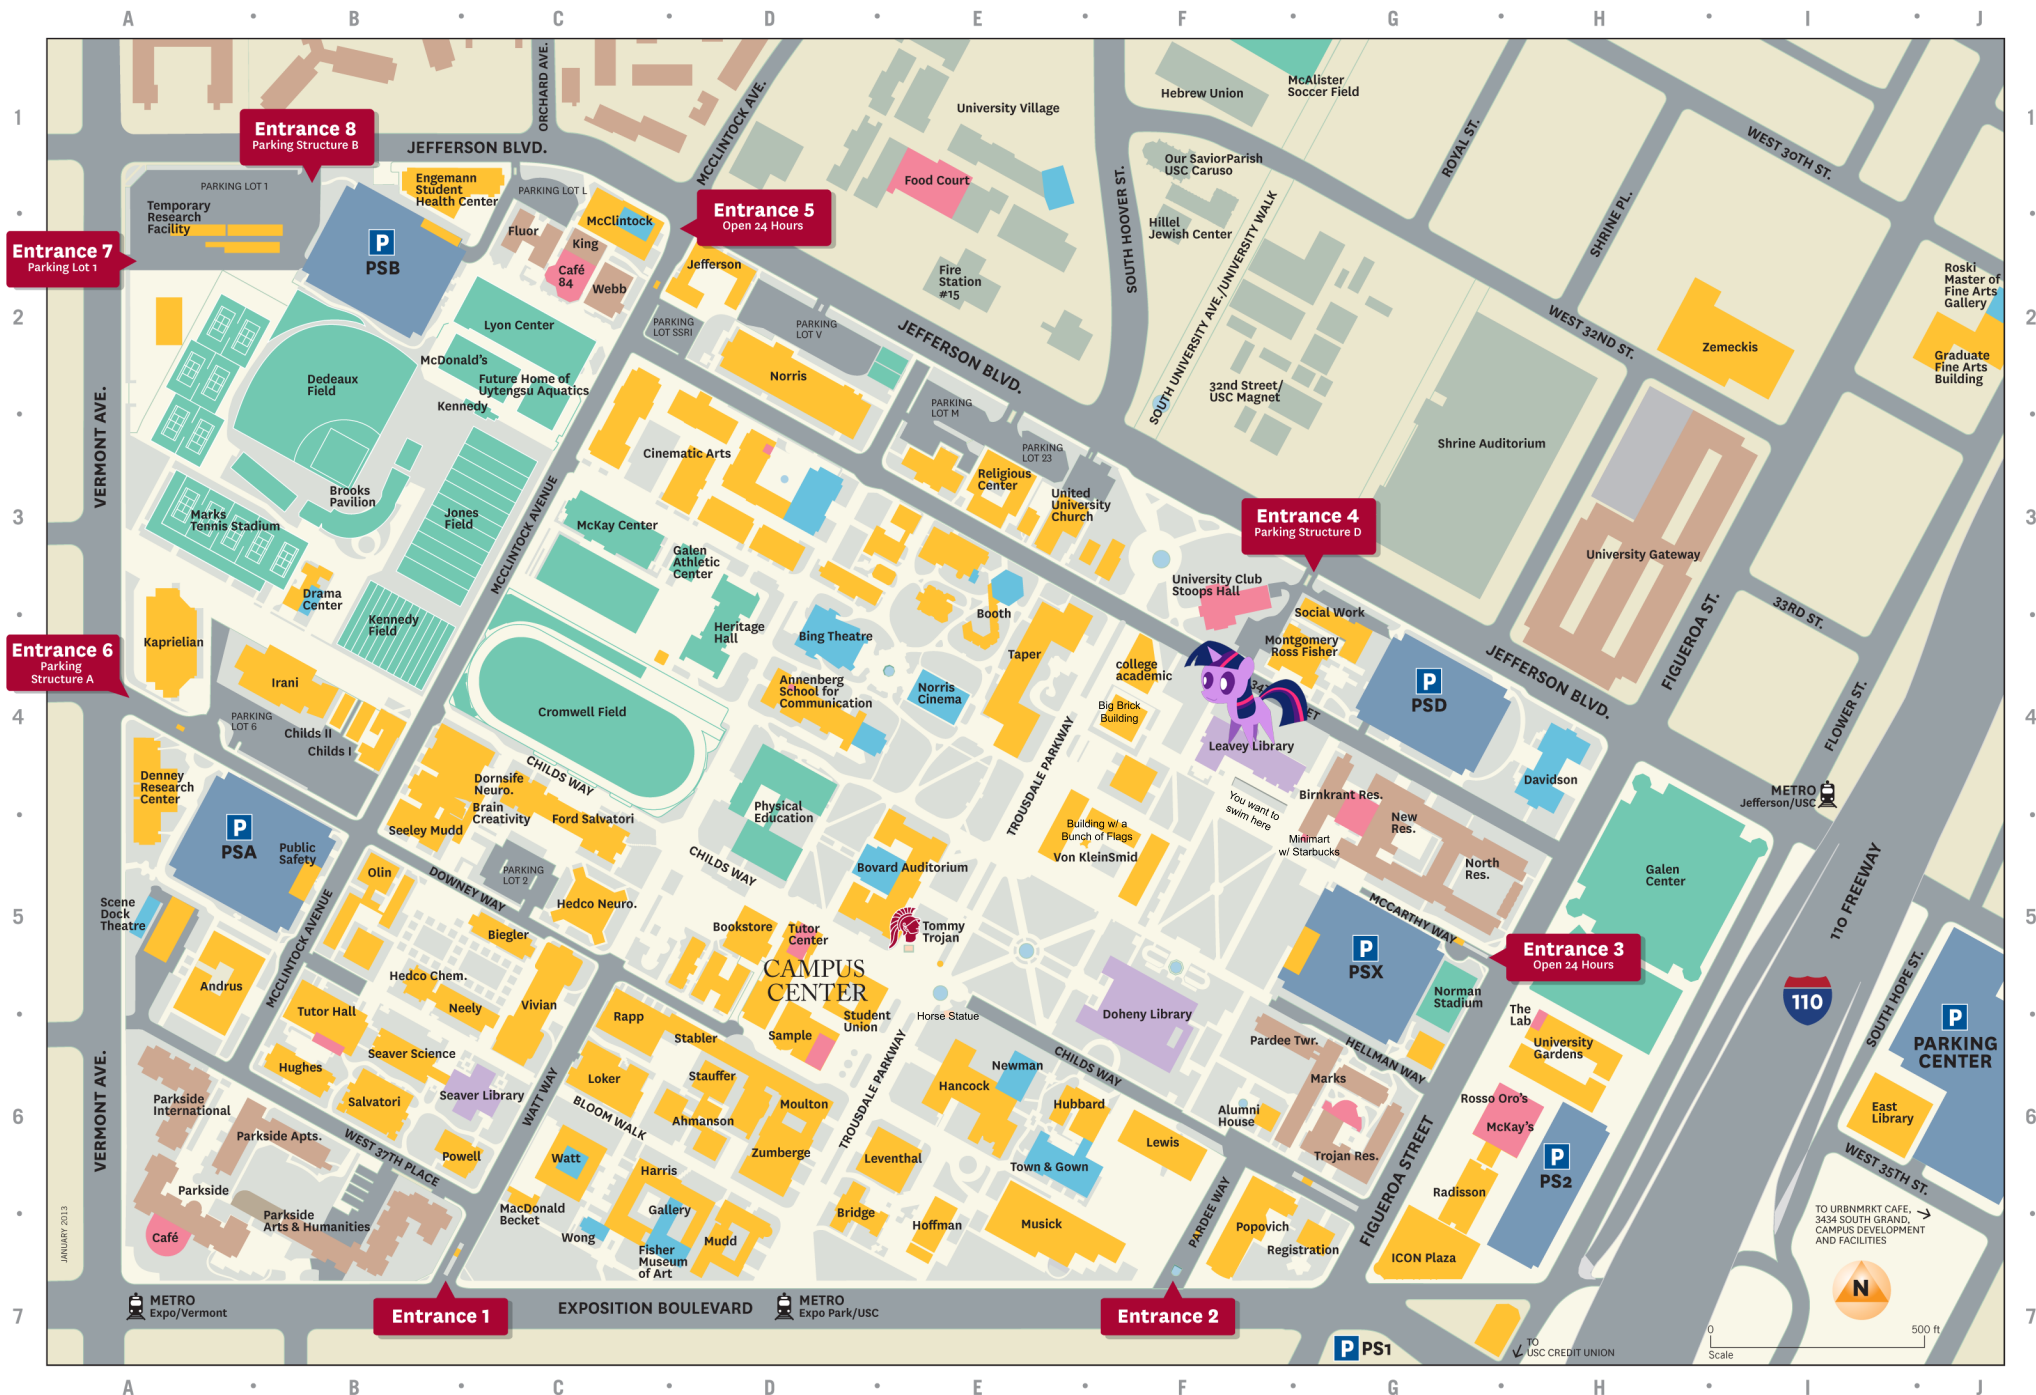 A B C D E F G H I J
1
2
3
4
5
6
7
1
2
3
4
5
6
7
A B C D E F G H I J
Entrance 8
Parking Structure B
JEFFERSON BLVD.
ORCHARD AVE.
MCCLINTOCK AVE.
University Village
Hebrew Union
McAlister
Soccer Field
ROYAL ST.
WEST 30TH ST.
PARKING LOT 1
Temporary
Research
Facility
Engemann
Student
Health Center
PARKING LOT L
McClintock
Entrance 5
Open 24 Hours
Food Court
Our SaviorParish
USC Caruso
Hillel
Jewish Center
SOUTH HOOVER ST.
SOUTH UNIVERSITY AVE./UNIVERSITY WALK
SHRINE PL.
Entrance 7
Parking Lot 1
P
PSB
Fluor
King
Café
84
Webb
Jefferson
Fire
Station
#15
Roski
Master of
Fine Arts
Gallery
Graduate
Fine Arts
Building
Lyon Center
PARKING
LOT SSRI
PARKING
LOT V
JEFFERSON BLVD.
WEST 32ND ST.
Zemeckis
McDonald's
Dedeaux
Field
Future Home of
Uytengsu Aquatics
Kennedy
Norris
PARKING
LOT M
32nd Street/
USC Magnet
VERMONT AVE.
Cinematic Arts
PARKING
LOT 23
Religious
Center
United
University
Church
Shrine Auditorium
Brooks
Pavilion
Marks
Tennis Stadium
Jones
Field
MCCLINTOCK AVENUE
McKay Center
Galen
Athletic
Center
Entrance 4
Parking Structure D
University Gateway
Drama
Center
Kennedy
Field
Kaprielian
Heritage
Hall
Bing Theatre
Booth
University Club
Stoops Hall
Social Work
Montgomery
Ross Fisher
FIGUEROA ST.
33RD ST.
JEFFERSON BLVD.
Entrance 6
Parking
Structure A
Irani
PARKING
LOT 6
Childs II
Childs I
Cromwell Field
Annenberg
School for
Communication
Norris
Cinema
Taper
college
academic
Big Brick
Building
34
ET
Leavey Library
P
PSD
FLOWER ST.
Denney
Research
Center
Dornsife
Neuro.
CHILDS WAY
Brain
Creativity
Seeley Mudd
Ford Salvatori
Physical
Education
TROUSDALE PARKWAY
Building w/ a
Bunch of Flags
Von KleinSmid
You want to
swim here
Birnkrant Res.
New
Res.
Minimart
w/ Starbucks
North
Res.
Davidson
METRO
Jefferson/USC
P
PSA
Public
Safety
Olin
DOWNEY WAY
PARKING
LOT 2
CHILDS WAY
Bovard Auditorium
Galen
Center
110 FREEWAY
Scene
Dock
Theatre
MCCLINTOCK AVENUE
Biegler
Hedco Neuro.
Bookstore
Tutor
Center
Tommy
Trojan
MCCARTHY WAY
P
PSX
Entrance 3
Open 24 Hours
CAMPUS
CENTER
Andrus
Hedco Chem.
Neely
Vivian
Tutor Hall
Rapp
Stabler
Sample
Student
Union
Horse Statue
Doheny Library
Norman
Stadium
The
Lab
University
Gardens
110
SOUTH HOPE ST.
P
PARKING
CENTER
Hughes
Seaver Science
Salvatori
Seaver Library
Loker
Stauffer
Moulton
Ahmanson
Zumberge
TROUSDALE PARKWAY
Hancock
Newman
CHILDS WAY
Hubbard
Pardee Twr.
HELLMAN WAY
Marks
Alumni
House
Trojan Res.
Rosso Oro's
McKay's
East
Library
VERMONT AVE.
Parkside
International
Parkside Apts.
WEST 37TH PLACE
Powell
WATT WAY
BLOOM WALK
Watt
Harris
Leventhal
Town & Gown
Lewis
P
PS2
WEST 35TH ST.
Parkside
Parkside
Arts & Humanities
Café
MacDonald
Becket
Wong
Gallery
Fisher
Museum
of Art
Mudd
Bridge
Hoffman
Musick
PARDEE WAY
Popovich
Registration
FIGUEROA STREET
Radisson
ICON Plaza
TO URBNMRKT CAFE,
3434 SOUTH GRAND,
CAMPUS DEVELOPMENT
AND FACILITIES
N
JANUARY 2013
METRO
Expo/Vermont
Entrance 1
EXPOSITION BOULEVARD
METRO
Expo Park/USC
Entrance 2
P PS1
TO
USC CREDIT UNION
0 500 ft
Scale